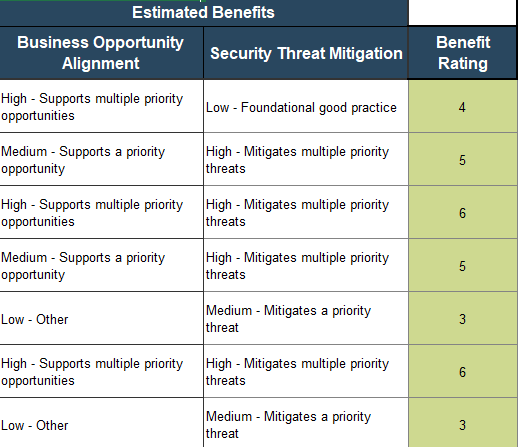 Estimated Benefits
Business Opportunity
Alignment
Security Threat Mitigation
Benefit
Rating
High - Supports multiple priority
opportunities
Low - Foundational good practice
4
Medium - Supports a priority
opportunity
High - Mitigates multiple priority
threats
5
High - Supports multiple priority
opportunities
High - Mitigates multiple priority
threats
6
Medium - Supports a priority
opportunity
High - Mitigates multiple priority
threats
5
Low - Other
Medium - Mitigates a priority
threat
3
High - Supports multiple priority
opportunities
High - Mitigates multiple priority
threats
6
Low - Other
Medium - Mitigates a priority
threat
3